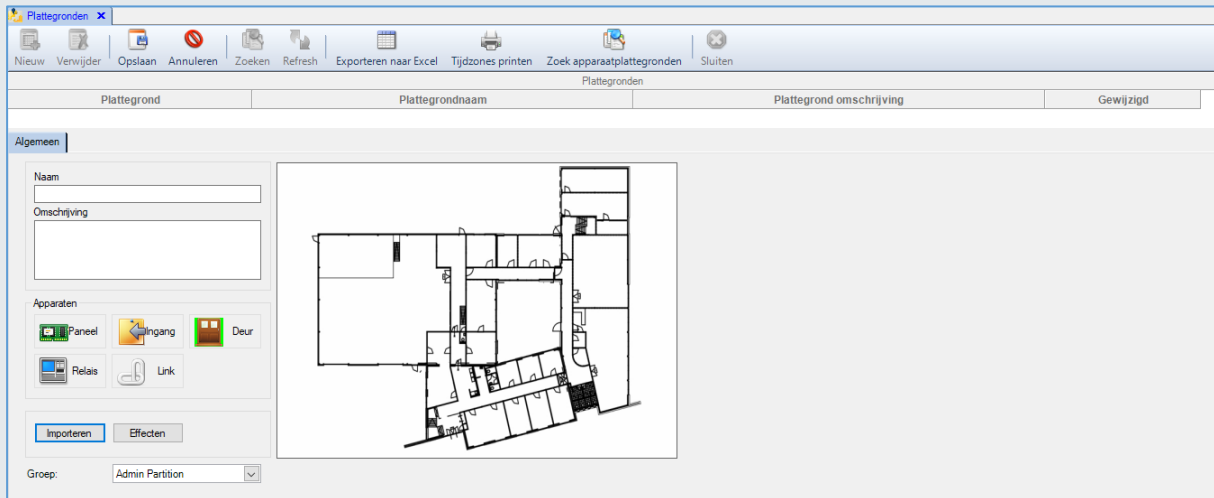 Plattegronden
Nieuw Verwijder Opslaan Annuleren Zoeken Refresh Exporteren naar Excel Tijdzones printen Zoek apparaatplattegronden Sluiten
Plattegronden
Plattegrond Plattegrondnaam Plattegrond omschrijving Gewijzigd
Algemeen
Naam
Omschrijving
Apparaten
Paneel Ingang Deur
Relais Link
Importeren Effecten
Groep: Admin Partition